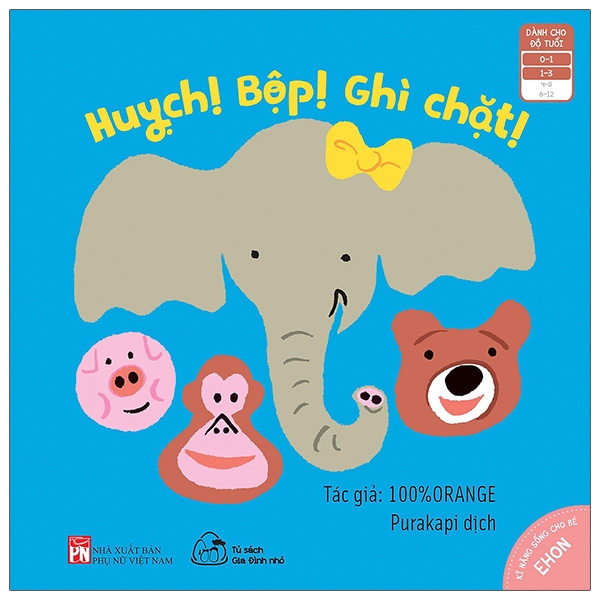 DÀNH CHO
ĐỘ TUỔI
0-1
1-3
4-8
6-12
Huỵch! Bộp! Ghì chặt!
Tác giả: 100%ORANGE
Purakapi dịch
PN
NHÀ XUẤT BẢN
PHỤ NỮ VIỆT NAM
Tủ sách
Gia Đình nhỏ
KĨ NĂNG SỐNG CHO BÉ
EHON